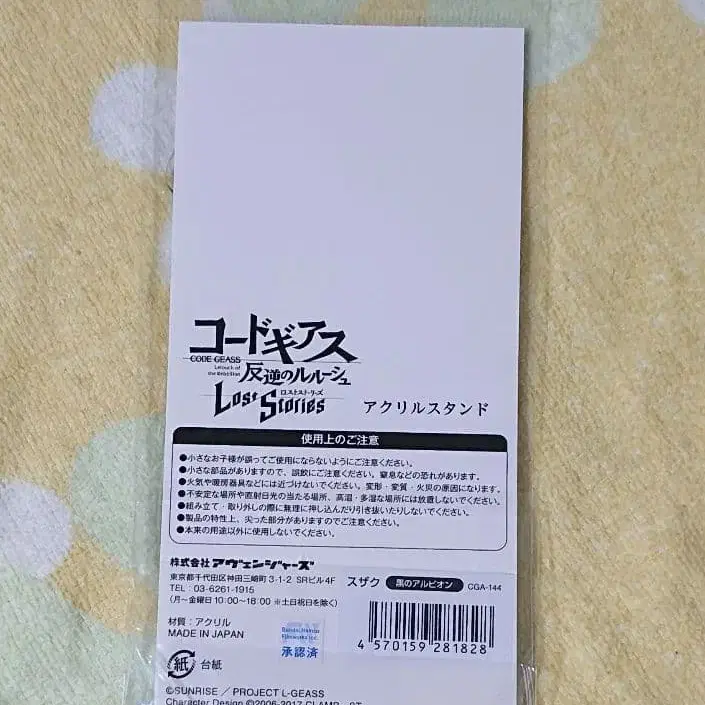 コードギアス
CODE GEASS
Lelouch of
the Rebellion
反逆のルルーシュ
ロストストーリーズ
Lost Stories
アクリルスタンド
使用上のご注意
●小さなお子様が誤ってご使用にならないようにご注意ください。
●小さな部品がありますので、誤飲にご注意ください。窒息などの恐れがあります。
●火気や暖房器具などには近づけないでください。変形・変質・火災の原因になります。
●不安定な場所や直射日光の当たる場所、高温・多湿な場所には放置しないでください。
●組み立て・取り外しの際に無理に押し込んだり引き抜いたりしないでください。
●製品の特性上、尖った部分がありますのでご注意ください。
●本来の用途以外に使用しないでください。
株式会社アヴェンジャーズ
東京都千代田区神田三崎町3-1-2 SRビル4F
TEL : 03-6261-1915
(月〜金曜日10:00〜18:00 ※土日祝日を除く)
スザク 黒のアルビオン CGA-144
材質:アクリル
MADE IN JAPAN
Bandai Namco
Filmworks Inc.
承認済
4 570159 281828
紙 台紙
©SUNRISE / PROJECT L-GEASS
Character Design ©2006-2017 CLAMP・ST